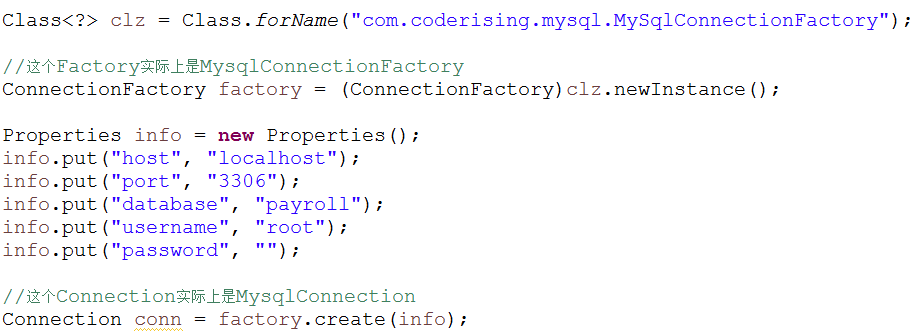 Class<?> clz = Class.forName("com.coderising.mysql.MySqlConnectionFactory");
//这个Factory实际上是MysqlConnectionFactory
ConnectionFactory factory = (ConnectionFactory)clz.newInstance();
Properties info = new Properties();
info.put("host", "localhost");
info.put("port", "3306");
info.put("database", "payroll");
info.put("username", "root");
info.put("password", "");
//这个Connection实际上是MysqlConnection
Connection conn = factory.create(info);